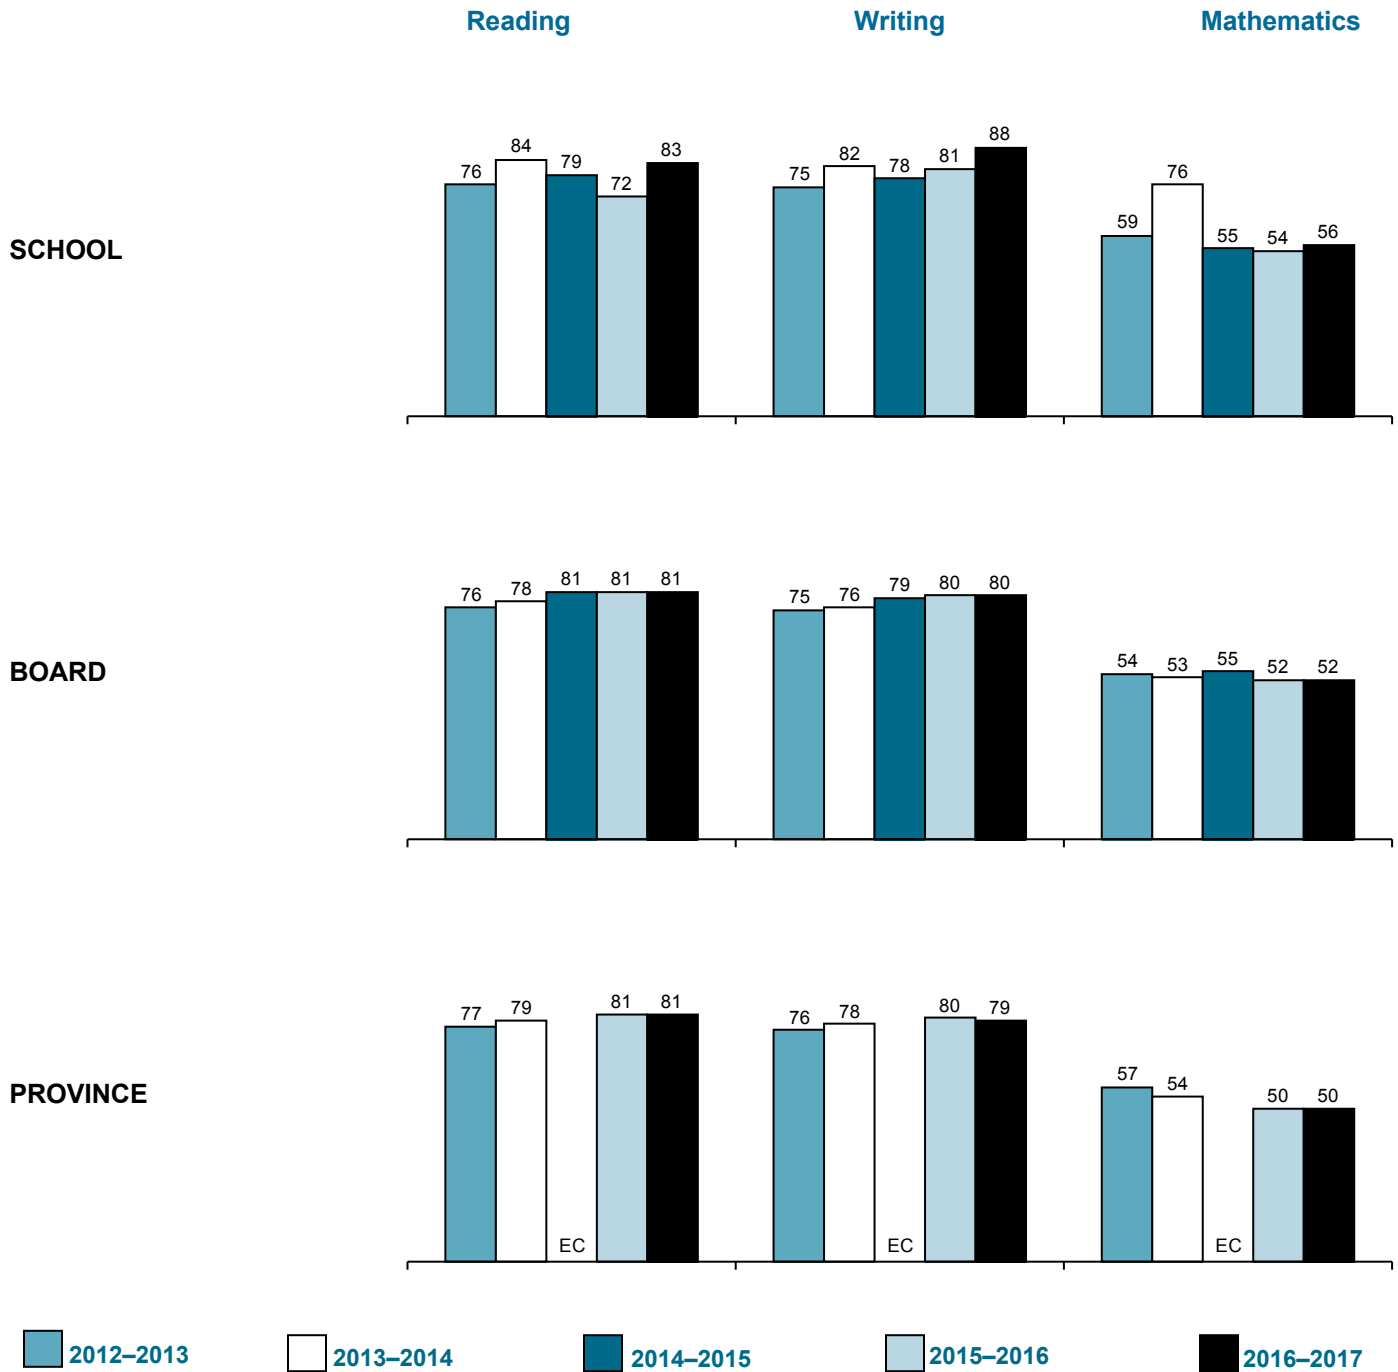 Reading Writing Mathematics
SCHOOL
76 84 79 72 83 75 82 78 81 88 59 76 55 54 56
BOARD
76 78 81 81 81 75 76 79 80 80 54 53 55 52 52
PROVINCE
77 79 EC 81 81 76 78 EC 80 79 57 54 EC 50 50
2012–2013 2013–2014 2014–2015 2015–2016 2016–2017